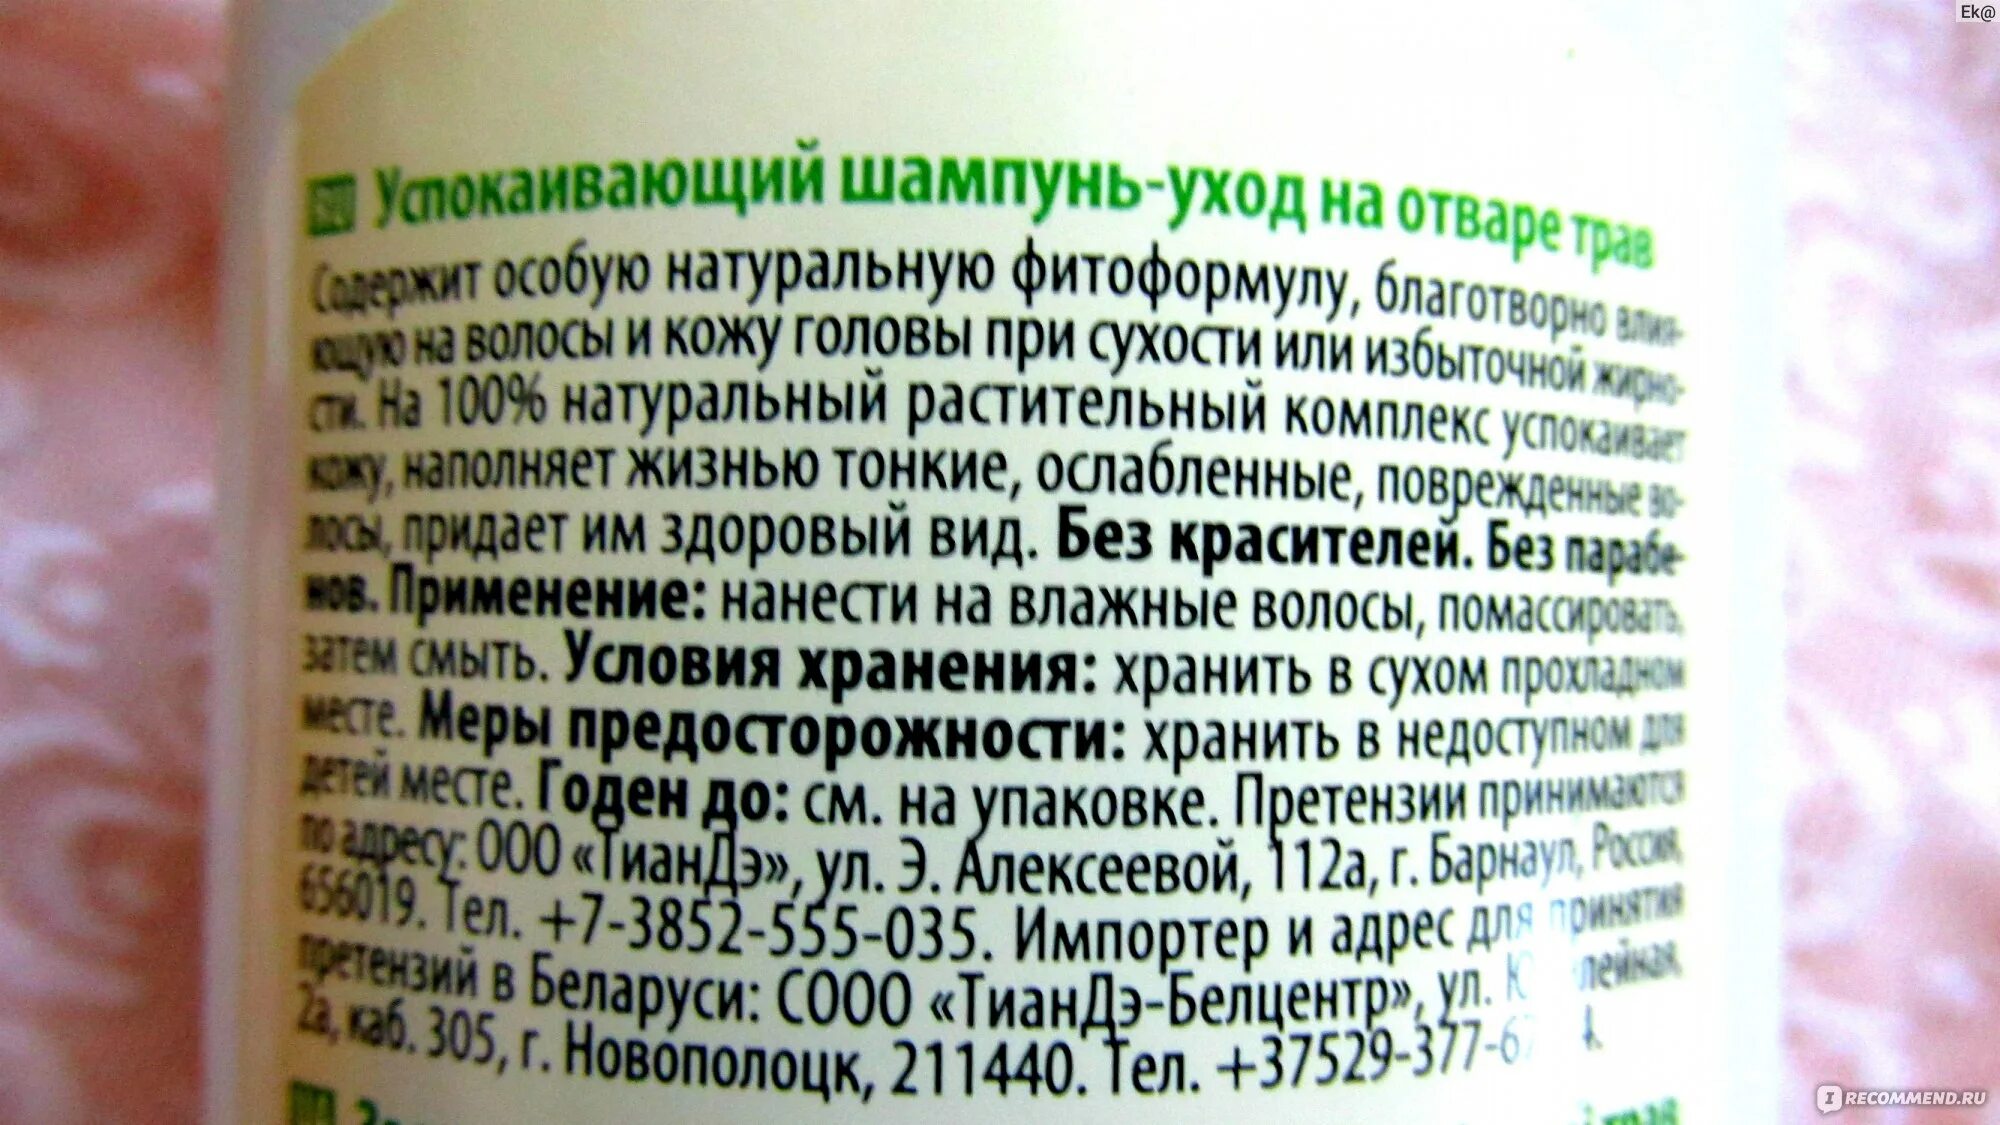 Ek@
RU Успокаивающий шампунь-уход на отваре трав
Содержит особую натуральную фитоформулу, благотворно влия-
ющую на волосы и кожу головы при сухости или избыточной жирно-
сти. На 100% натуральный растительный комплекс успокаивает
кожу, наполняет жизнью тонкие, ослабленные, поврежденные во-
лосы, придает им здоровый вид. Без красителей. Без парабе-
нов. Применение: нанести на влажные волосы, помассировать,
затем смыть. Условия хранения: хранить в сухом прохладном
месте. Меры предосторожности: хранить в недоступном для
детей месте. Годен до: см. на упаковке. Претензии принимаются
по адресу: ООО «ТианДэ», ул. Э. Алексеевой, 112а, г. Барнаул, Россия,
656019. Тел. +7-3852-555-035. Импортер и адрес для принятия
претензий в Беларуси: СООО «ТианДэ-Белцентр», ул.
2а, каб. 305, г. Новополоцк, 211440. Тел.
трав
IRECOMMEND.RU